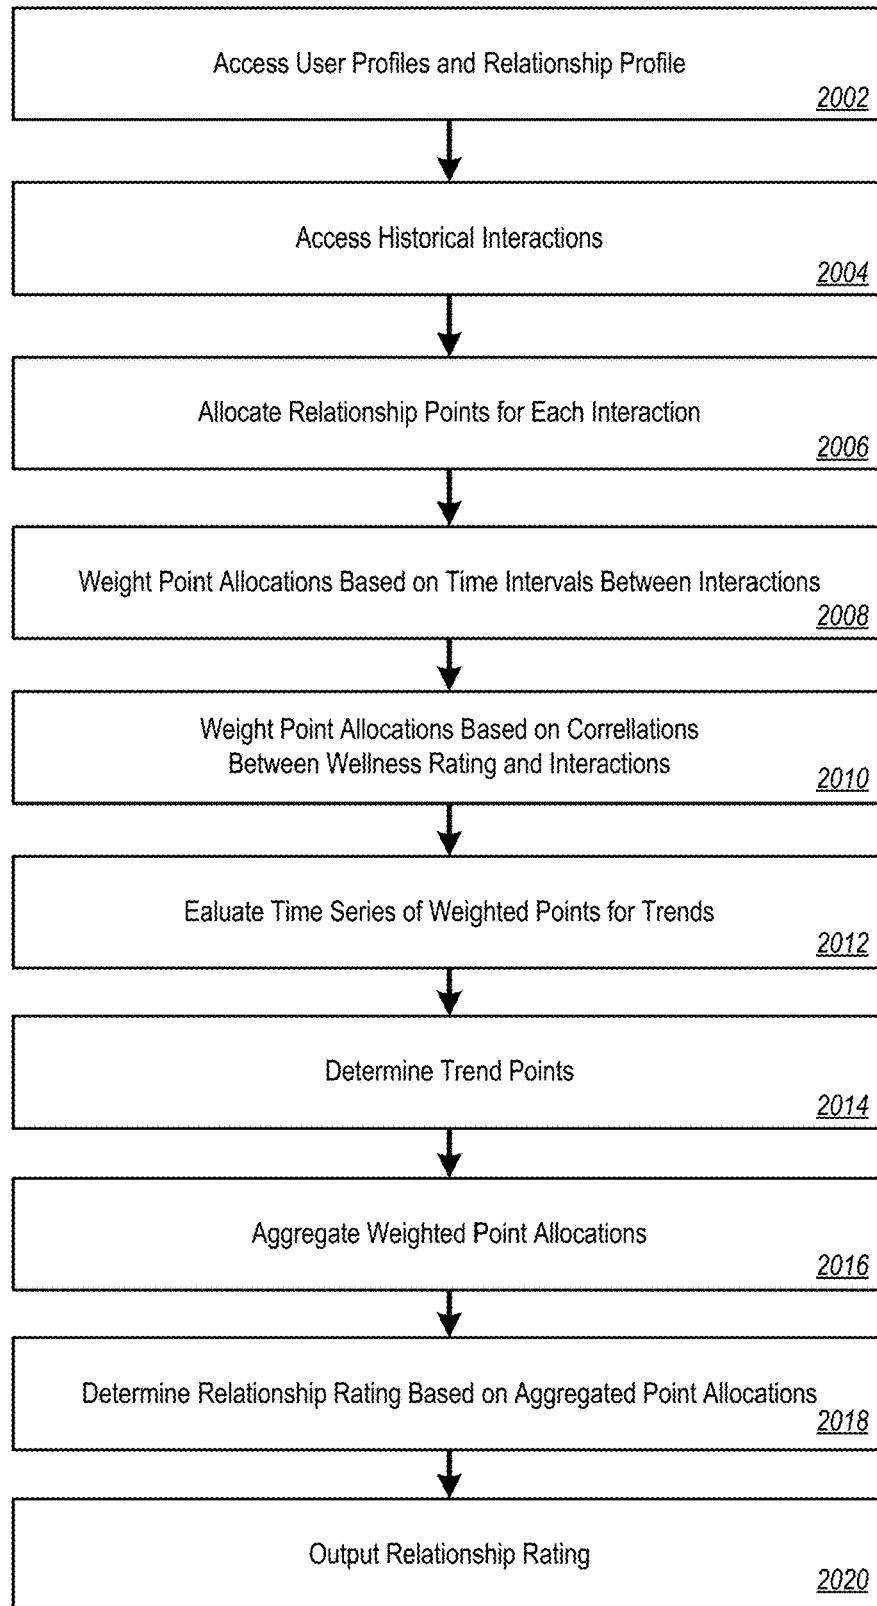 Access User Profiles and Relationship Profile
2002
Access Historical Interactions
2004
Allocate Relationship Points for Each Interaction
2006
Weight Point Allocations Based on Time Intervals Between Interactions
2008
Weight Point Allocations Based on Correllations
Between Wellness Rating and Interactions
2010
Ealuate Time Series of Weighted Points for Trends
2012
Determine Trend Points
2014
Aggregate Weighted Point Allocations
2016
Determine Relationship Rating Based on Aggregated Point Allocations
2018
Output Relationship Rating
2020